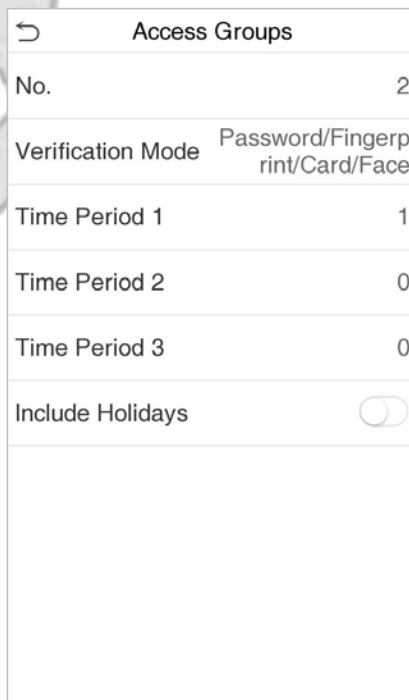 Access Groups
No. 2
Verification Mode Password/Fingerp
rint/Card/Face
Time Period 1 1
Time Period 2 0
Time Period 3 0
Include Holidays